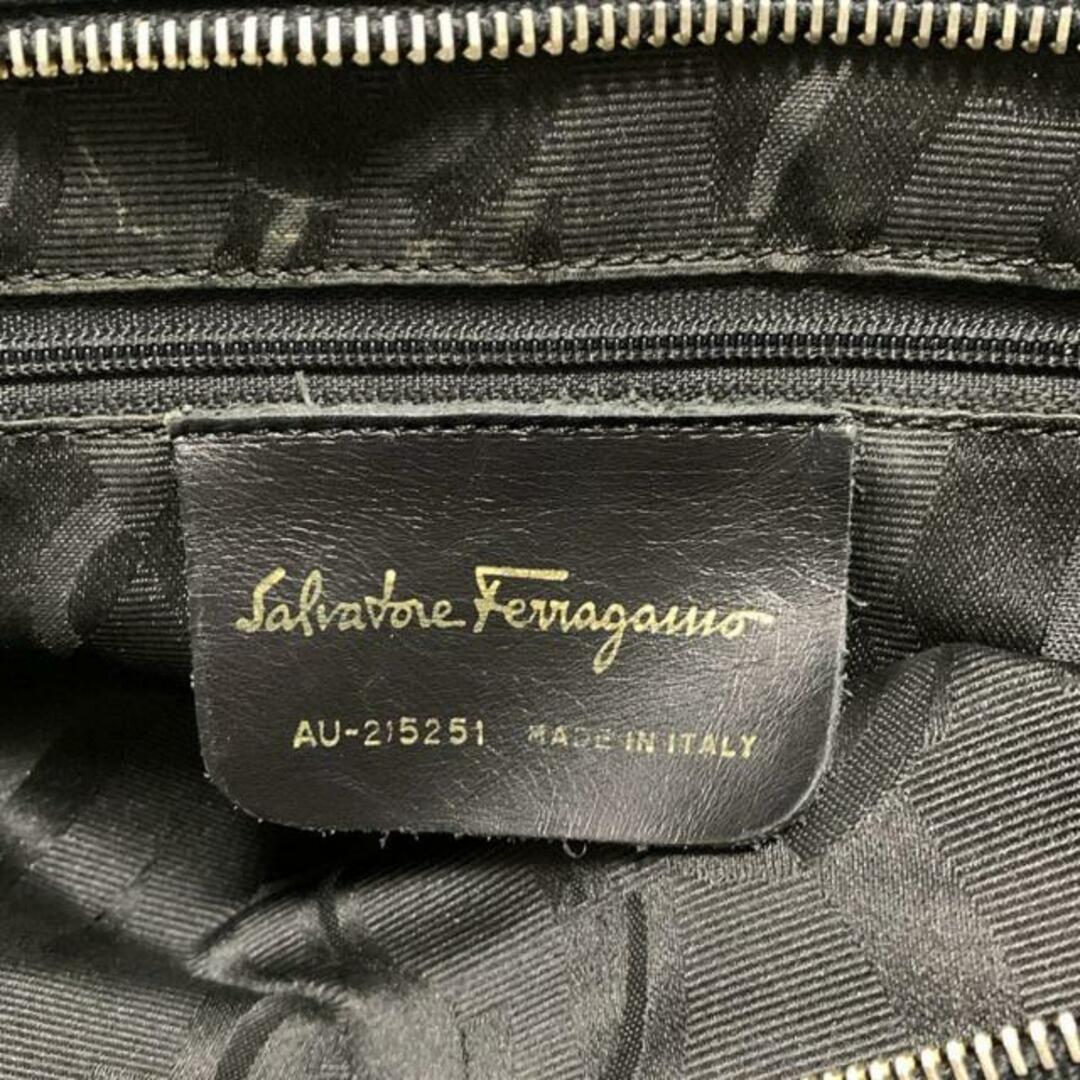 Salvatore Ferragamo
AU-215251 MADE IN ITALY